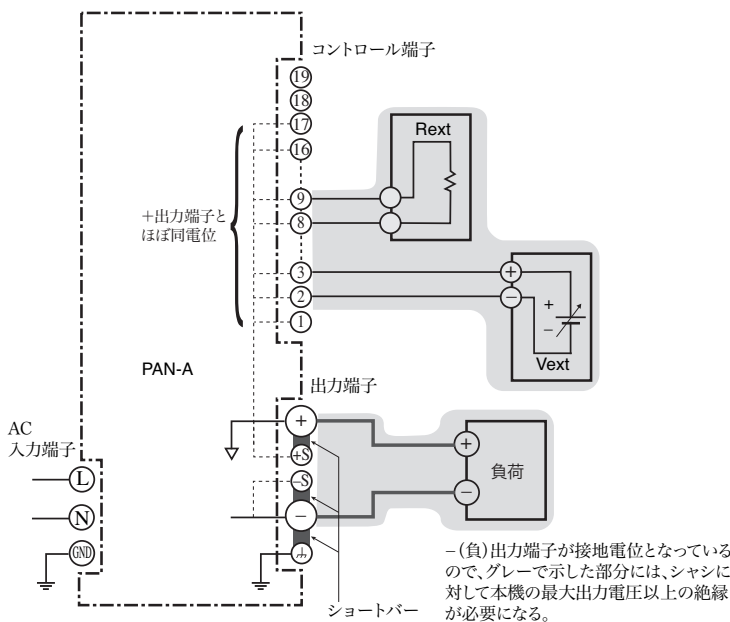 コントロール端子
19
18
17
16
9
8
3
2
1
+出力端子と
ほぼ同電位
Rext
+
−
+
−
Vext
PAN-A
出力端子
AC
入力端子
L
N
GND
+
+S
−S
−
+
−
負荷
ショートバー
−(負)出力端子が接地電位となっている
ので、グレーで示した部分には、シャシに
対して本機の最大出力電圧以上の絶縁
が必要になる。